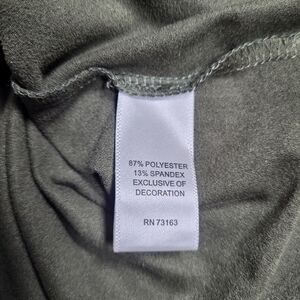 87% POLYESTER
13% SPANDEX
EXCLUSIVE OF
DECORATION
RN 73163